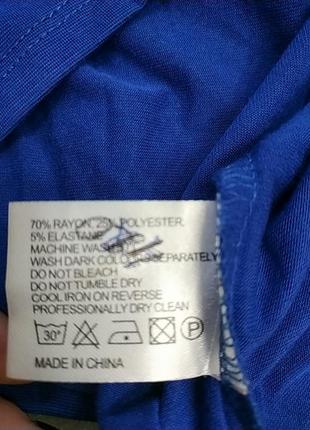 70% RAYON, 25% POLYESTER,
5% ELASTANE
MACHINE WASH
WASH DARK COLOURS SEPARATELY
DO NOT BLEACH
DO NOT TUMBLE DRY
COOL IRON ON REVERSE
PROFESSIONALLY DRY CLEAN
30° P
MADE IN CHINA